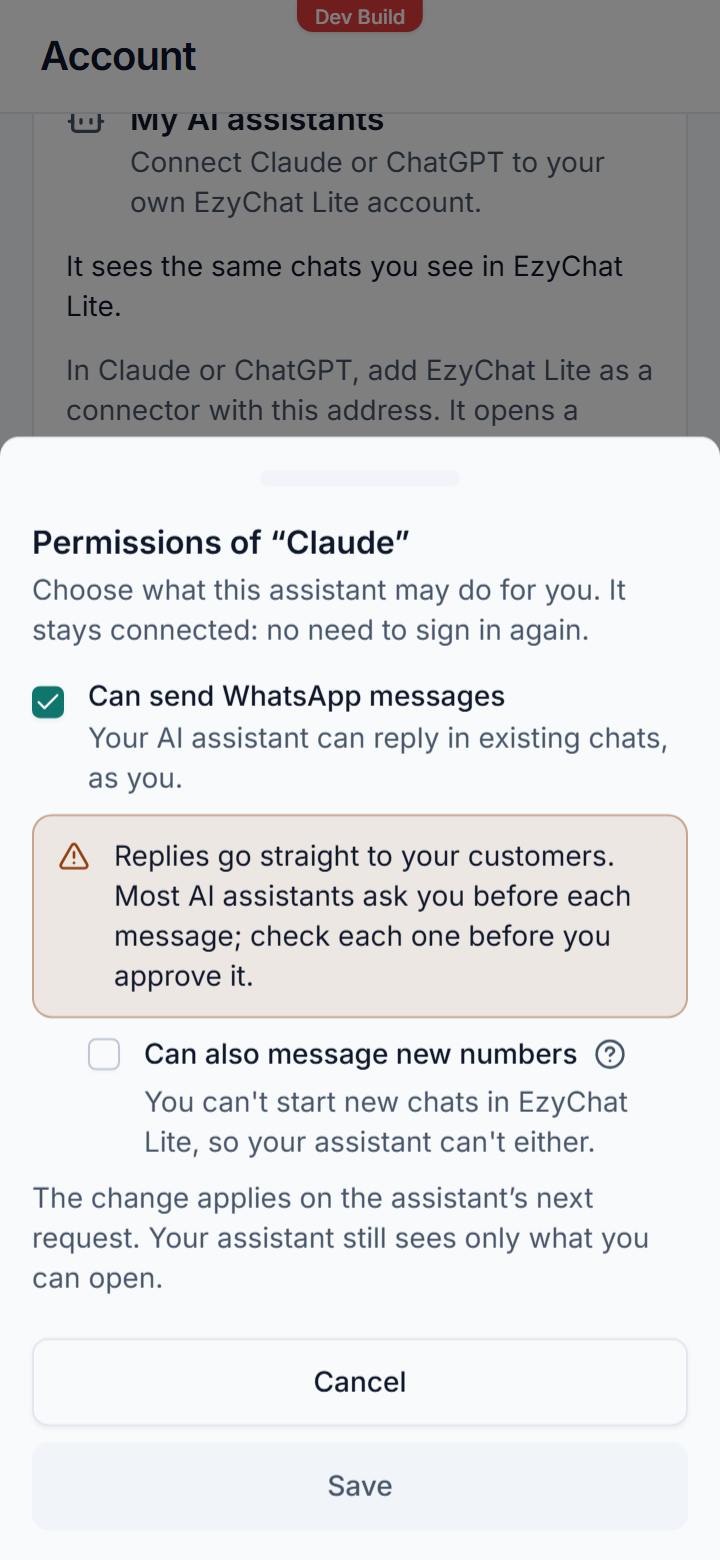 Dev Build
Account
My AI assistants
Connect Claude or ChatGPT to your
own EzyChat Lite account.
It sees the same chats you see in EzyChat
Lite.
In Claude or ChatGPT, add EzyChat Lite as a
connector with this address. It opens a
Permissions of “Claude”
Choose what this assistant may do for you. It
stays connected: no need to sign in again.
Can send WhatsApp messages
Your AI assistant can reply in existing chats,
as you.
Replies go straight to your customers.
Most AI assistants ask you before each
message; check each one before you
approve it.
Can also message new numbers
You can't start new chats in EzyChat
Lite, so your assistant can't either.
The change applies on the assistant’s next
request. Your assistant still sees only what you
can open.
Cancel
Save